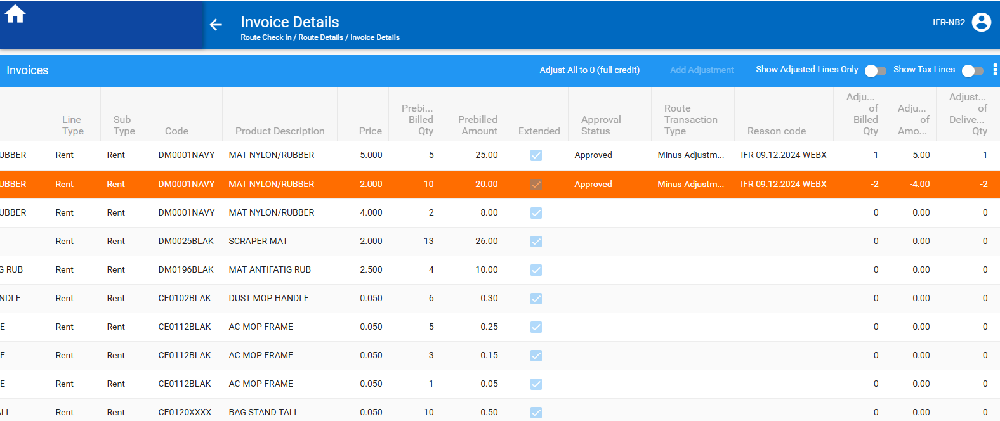 Invoice Details
IFR-NB2
Route Check In / Route Details / Invoice Details
Invoices Adjust All to 0 (full credit) Add Adjustment Show Adjusted Lines Only Show Tax Lines
Line Type Sub Type Code Product Description Price Prebi... Billed Qty Prebilled Amount Extended Approval Status Route Transaction Type Reason code Adju... of Billed Qty Adju... of Amo... Adjust... of Delive... Qty
UBBER Rent Rent DM0001NAVY MAT NYLON/RUBBER 5.000 5 25.00 Approved Minus Adjustm... IFR 09.12.2024 WEBX -1 -5.00 -1
UBBER Rent Rent DM0001NAVY MAT NYLON/RUBBER 2.000 10 20.00 Approved Minus Adjustm... IFR 09.12.2024 WEBX -2 -4.00 -2
UBBER Rent Rent DM0001NAVY MAT NYLON/RUBBER 4.000 2 8.00 0 0.00 0
Rent Rent DM0025BLAK SCRAPER MAT 2.000 13 26.00 0 0.00 0
G RUB Rent Rent DM0196BLAK MAT ANTIFATIG RUB 2.500 4 10.00 0 0.00 0
NDLE Rent Rent CE0102BLAK DUST MOP HANDLE 0.050 6 0.30 0 0.00 0
E Rent Rent CE0112BLAK AC MOP FRAME 0.050 5 0.25 0 0.00 0
E Rent Rent CE0112BLAK AC MOP FRAME 0.050 3 0.15 0 0.00 0
E Rent Rent CE0112BLAK AC MOP FRAME 0.050 1 0.05 0 0.00 0
ALL Rent Rent CE0120XXXX BAG STAND TALL 0.050 10 0.50 0 0.00 0